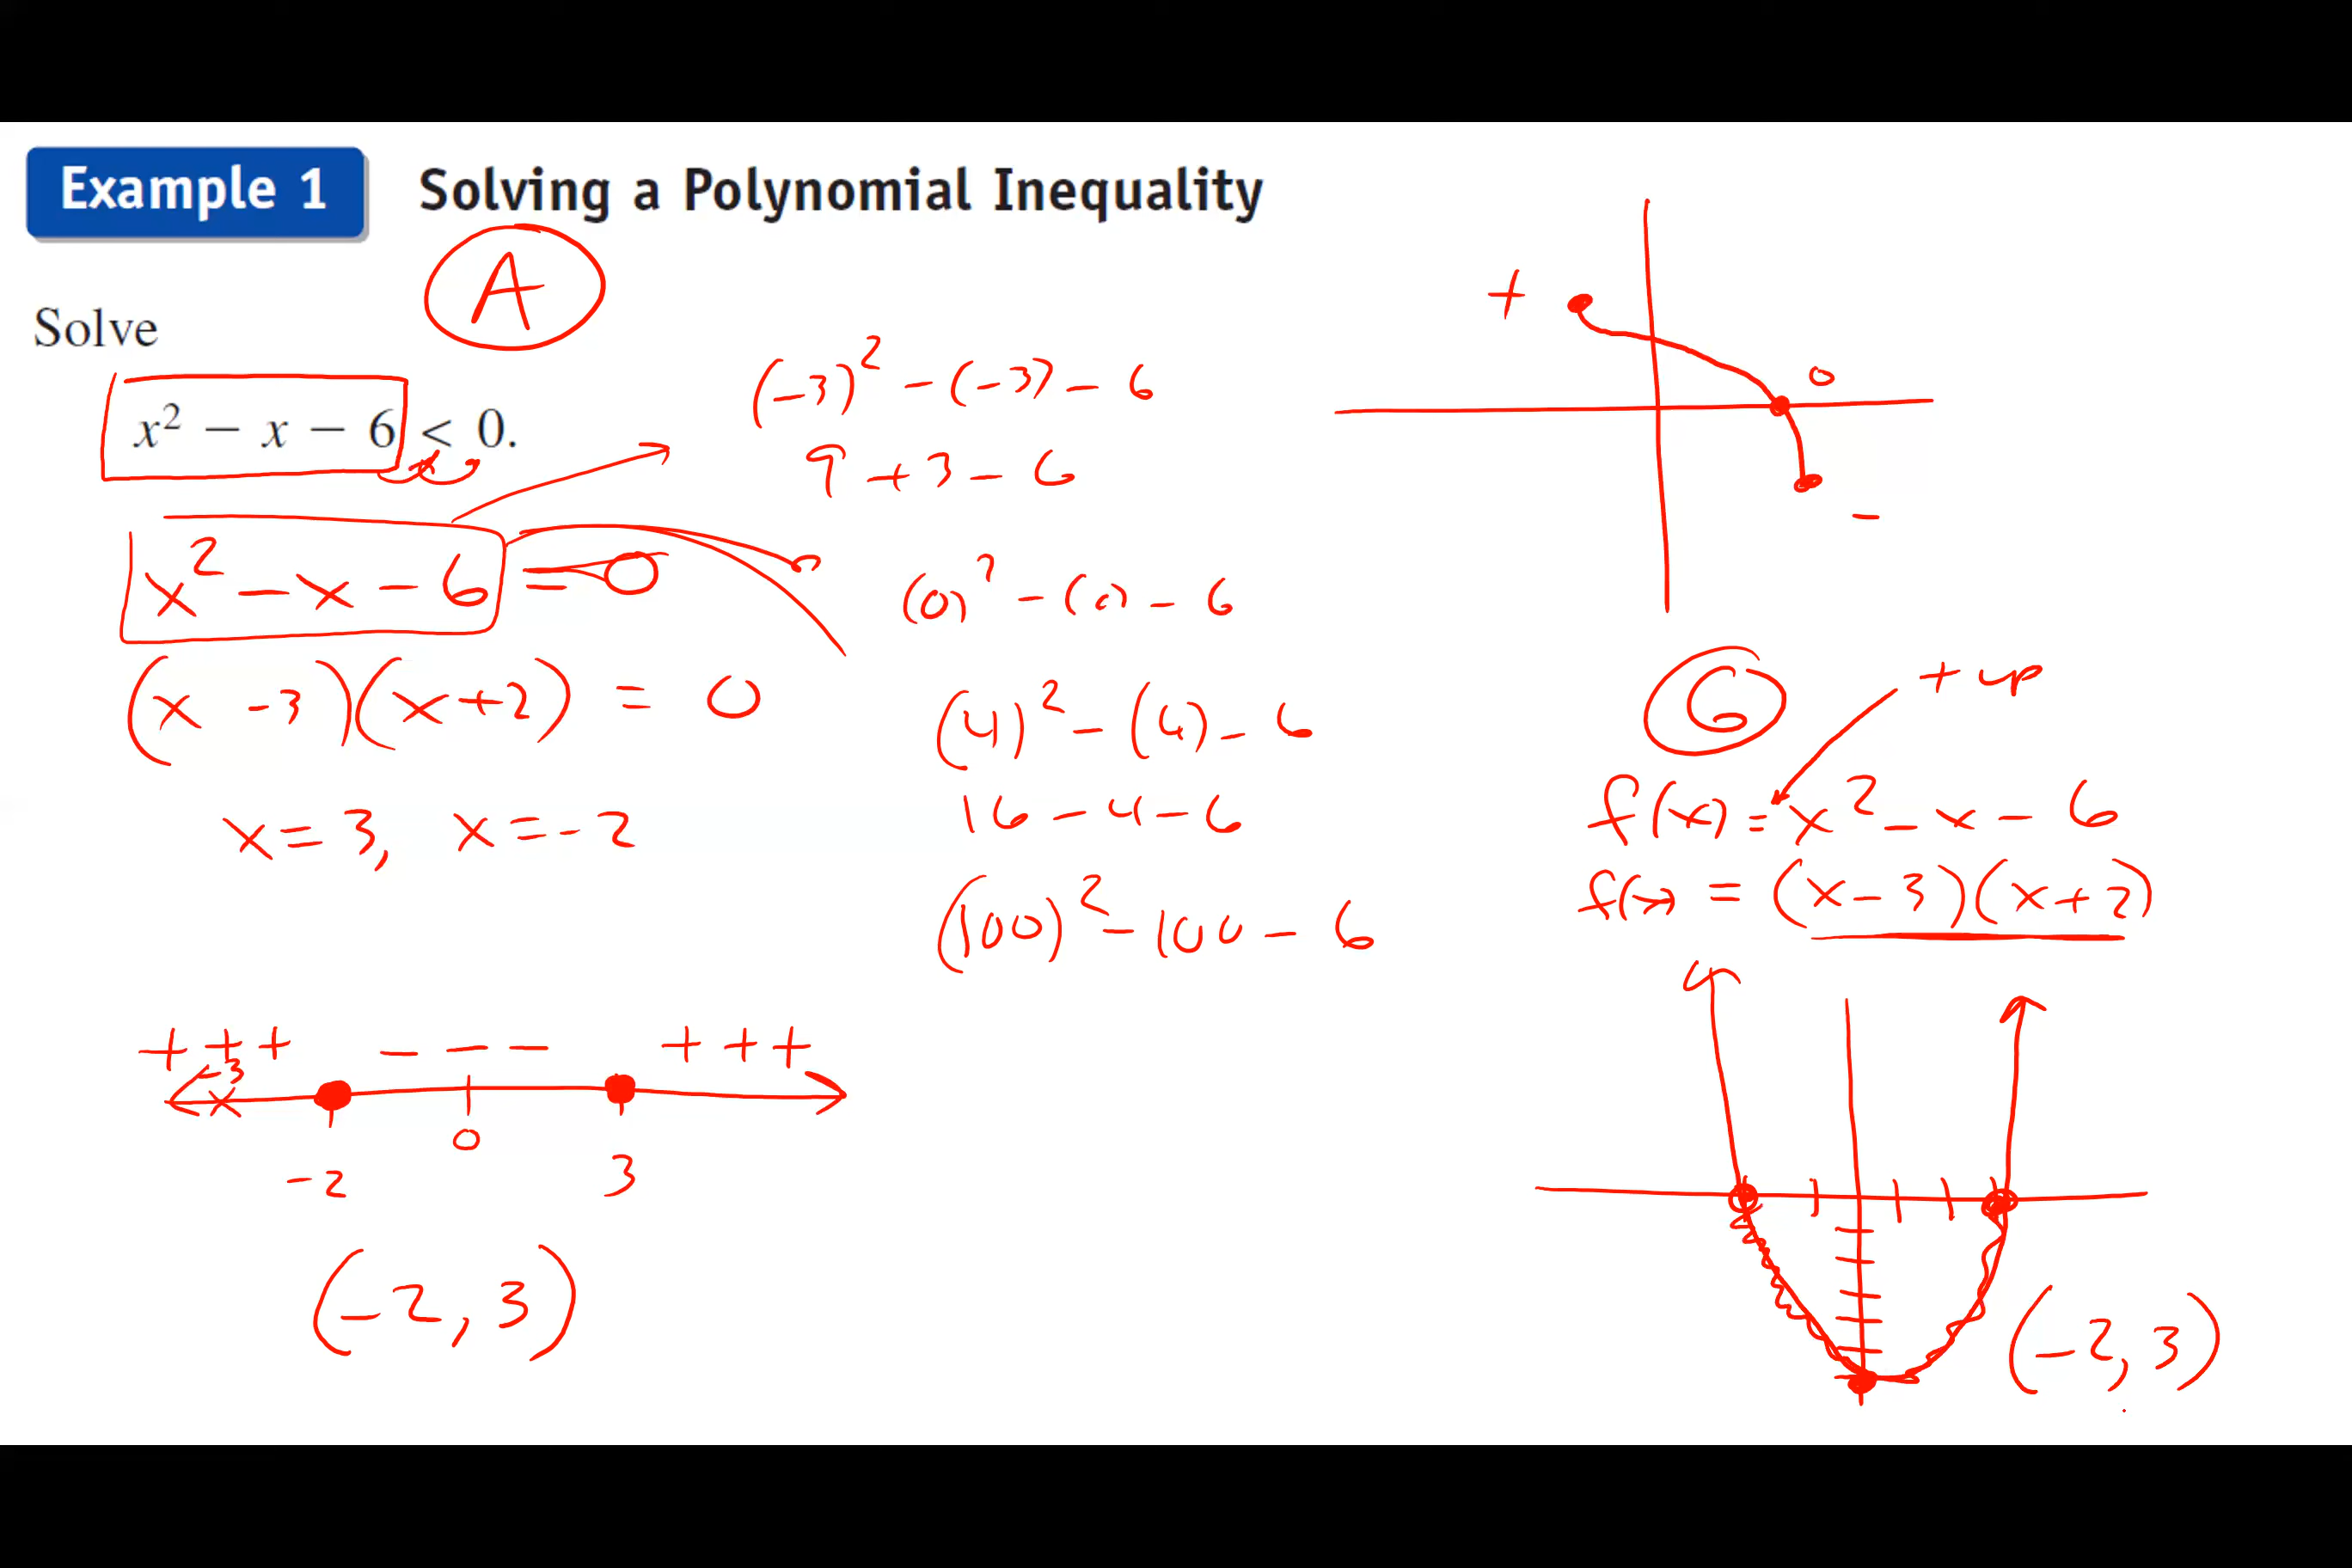 Example 1 Solving a Polynomial Inequality
A
Solve
x² − x − 6 < 0.
x² − x − 6 = 0
(x − 3)(x + 2) = 0
x = 3, x = −2
(−3)² − (−3) − 6
9 + 3 − 6
(0)² − (0) − 6
(4)² − (4) − 6
16 − 4 − 6
(100)² − 100 − 6
+ + + − − − + + +
−3
0
−2 3
(−2, 3)
+
0
−
G
+ up
f(x) = x² − x − 6
f(x) = (x − 3)(x + 2)
(−2, 3)